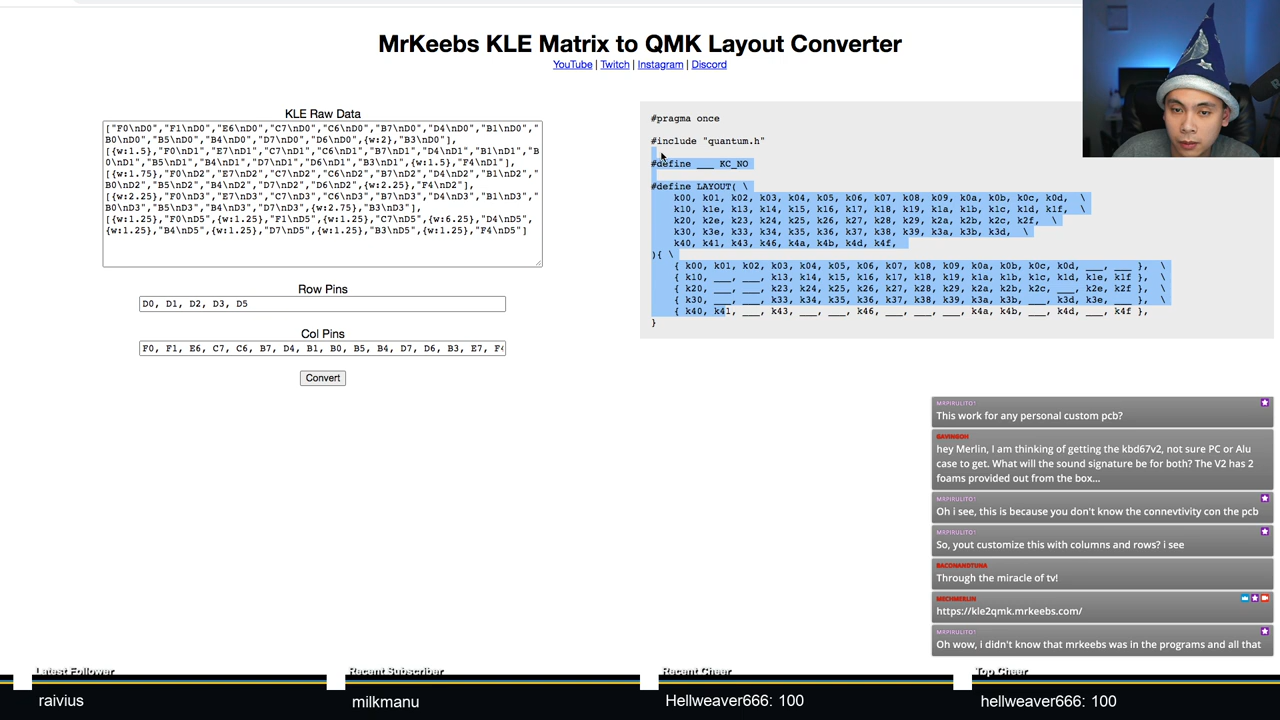 MrKeebs KLE Matrix to QMK Layout Converter
YouTube | Twitch | Instagram | Discord
KLE Raw Data
["F0\nD0","F1\nD0","E6\nD0","C7\nD0","C6\nD0","B7\nD0","D4\nD0","B1\nD0","
B0\nD0","B5\nD0","B4\nD0","D7\nD0","D6\nD0",{w:2},"B3\nD0"],
[{w:1.5},"F0\nD1","E7\nD1","C7\nD1","C6\nD1","B7\nD1","D4\nD1","B1\nD1","B
0\nD1","B5\nD1","B4\nD1","D7\nD1","D6\nD1","B3\nD1",{w:1.5},"F4\nD1"],
[{w:1.75},"F0\nD2","E7\nD2","C7\nD2","C6\nD2","B7\nD2","D4\nD2","B1\nD2","
B0\nD2","B5\nD2","B4\nD2","D7\nD2","D6\nD2",{w:2.25},"F4\nD2"],
[{w:2.25},"F0\nD3","E7\nD3","C7\nD3","C6\nD3","B7\nD3","D4\nD3","B1\nD3","
B0\nD3","B5\nD3","B4\nD3","D7\nD3",{w:2.75},"B3\nD3"],
[{w:1.25},"F0\nD5",{w:1.25},"F1\nD5",{w:1.25},"C7\nD5",{w:6.25},"D4\nD5",
{w:1.25},"B4\nD5",{w:1.25},"D7\nD5",{w:1.25},"B3\nD5",{w:1.25},"F4\nD5"]
Row Pins
D0, D1, D2, D3, D5
Col Pins
F0, F1, E6, C7, C6, B7, D4, B1, B0, B5, B4, D7, D6, B3, E7, F4
Convert
#pragma once
#include "quantum.h"
#define ___ KC_NO
#define LAYOUT( \
k00, k01, k02, k03, k04, k05, k06, k07, k08, k09, k0a, k0b, k0c, k0d, \
k10, k1e, k13, k14, k15, k16, k17, k18, k19, k1a, k1b, k1c, k1d, k1f, \
k20, k2e, k23, k24, k25, k26, k27, k28, k29, k2a, k2b, k2c, k2f, \
k30, k3e, k33, k34, k35, k36, k37, k38, k39, k3a, k3b, k3d, \
k40, k41, k43, k46, k4a, k4b, k4d, k4f,
){ \
{ k00, k01, k02, k03, k04, k05, k06, k07, k08, k09, k0a, k0b, k0c, k0d, ___, ___ }, \
{ k10, ___, ___, k13, k14, k15, k16, k17, k18, k19, k1a, k1b, k1c, k1d, k1e, k1f }, \
{ k20, ___, ___, k23, k24, k25, k26, k27, k28, k29, k2a, k2b, k2c, ___, k2e, k2f }, \
{ k30, ___, ___, k33, k34, k35, k36, k37, k38, k39, k3a, k3b, ___, k3d, k3e, ___ }, \
{ k40, k41, ___, k43, ___, ___, k46, ___, ___, ___, k4a, k4b, ___, k4d, ___, k4f },
}
MRPIRULITO1
This work for any personal custom pcb?
GAVINGOH
hey Merlin, I am thinking of getting the kbd67v2, not sure PC or Alu
case to get. What will the sound signature be for both? The V2 has 2
foams provided out from the box...
MRPIRULITO1
Oh i see, this is because you don't know the connevtivity con the pcb
MRPIRULITO1
So, yout customize this with columns and rows? i see
BACONANDTUNA
Through the miracle of tv!
MECHMERLIN
https://kle2qmk.mrkeebs.com/
MRPIRULITO1
Oh wow, i didn't know that mrkeebs was in the programs and all that
Latest Follower
raivius
Recent Subscriber
milkmanu
Recent Cheer
Hellweaver666: 100
Top Cheer
hellweaver666: 100